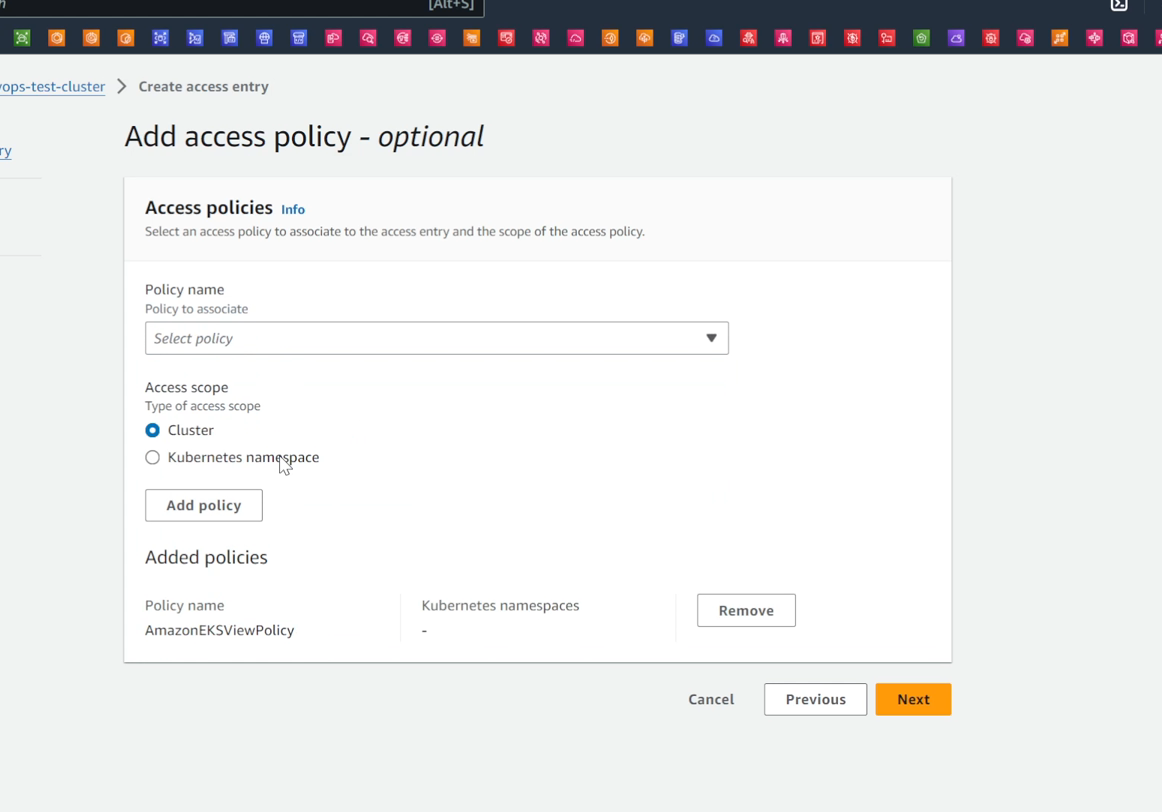 [Alt+S]
ops-test-cluster > Create access entry
Add access policy - optional
ry
Access policies Info
Select an access policy to associate to the access entry and the scope of the access policy.
Policy name
Policy to associate
Select policy
Access scope
Type of access scope
Cluster
Kubernetes namespace
Add policy
Added policies
Policy name
Kubernetes namespaces
Remove
AmazonEKSViewPolicy
-
Cancel
Previous
Next